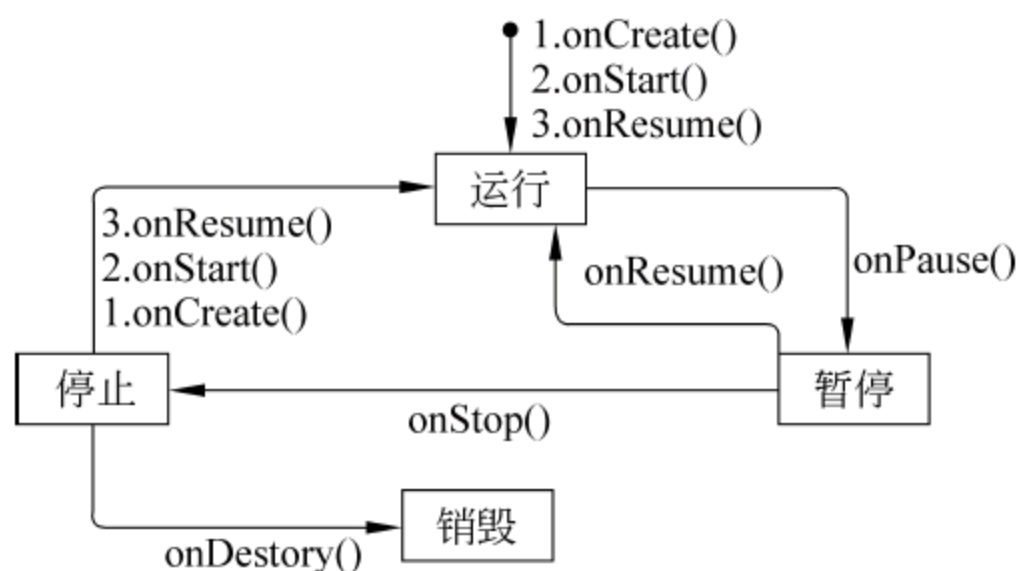 1.onCreate()
2.onStart()
3.onResume()
运行
3.onResume()
2.onStart()
1.onCreate()
onResume()
onPause()
停止
暂停
onStop()
销毁
onDestory()